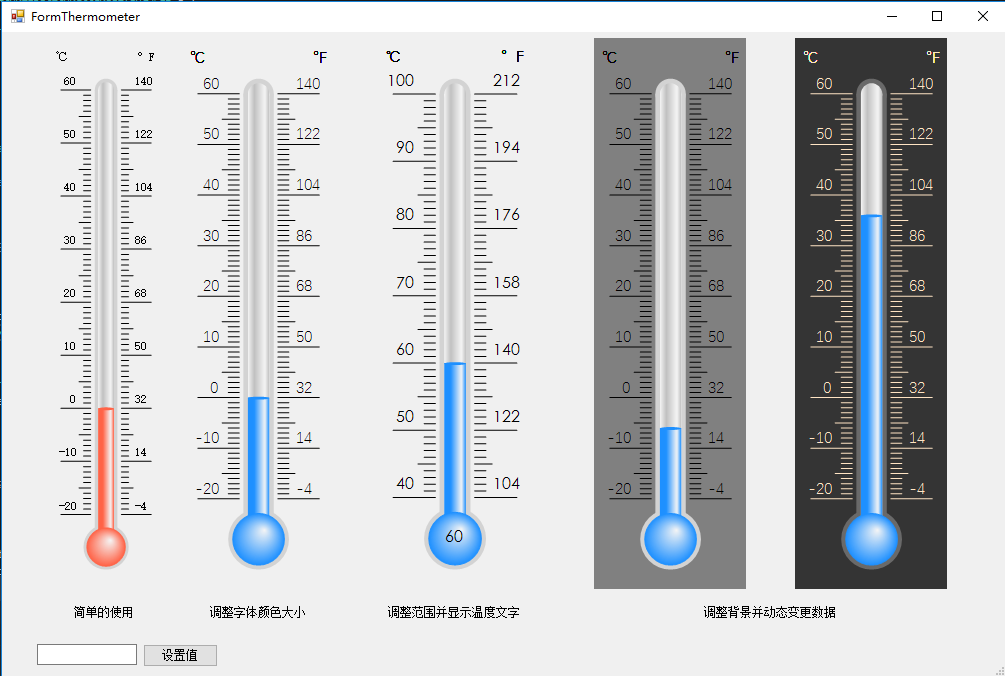 FormThermometer
℃ ° F ℃ ℉ ℃ ° F ℃ ℉ ℃ ℉
60 140 60 140 100 212 60 140 60 140
50 122 50 122 90 194 50 122 50 122
40 104 40 104 80 176 40 104 40 104
30 86 30 86 70 158 30 86 30 86
20 68 20 68 60 140 20 68 20 68
10 50 10 50 50 122 10 50 10 50
0 32 0 32 40 104 0 32 0 32
-10 14 -10 14 -10 14 -10 14
-20 -4 -20 -4 -20 -4 -20 -4
60
简单的使用 调整字体颜色大小 调整范围并显示温度文字 调整背景并动态变更数据
设置值